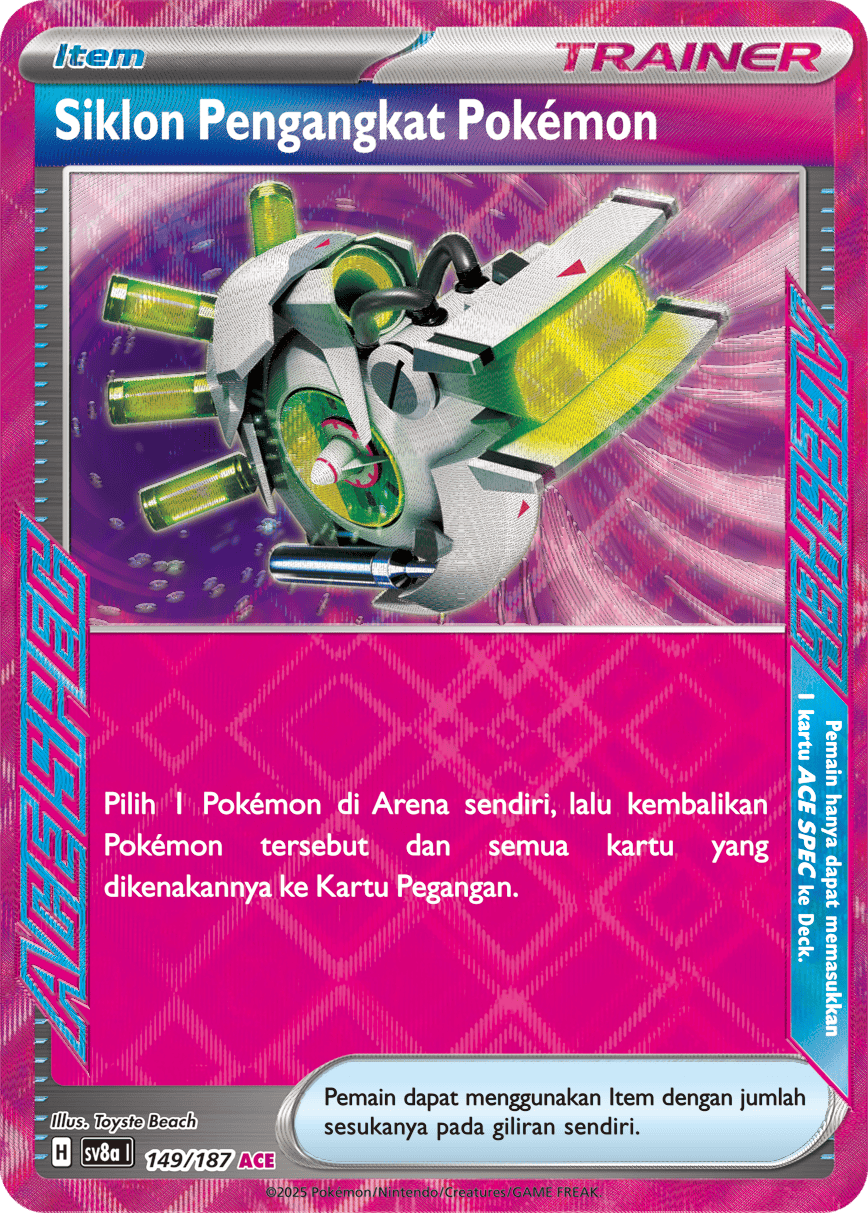 Item
TRAINER
Siklon Pengangkat Pokémon
ACE SPEC
ACE SPEC
Pemain hanya dapat memasukkan
1 kartu ACE SPEC ke Deck.
Pilih 1 Pokémon di Arena sendiri, lalu kembalikan
Pokémon tersebut dan semua kartu yang
dikenakannya ke Kartu Pegangan.
Pemain dapat menggunakan Item dengan jumlah
sesukanya pada giliran sendiri.
Illus. Toyste Beach
H sv8a I 149/187 ACE
©2025 Pokémon/Nintendo/Creatures/GAME FREAK.